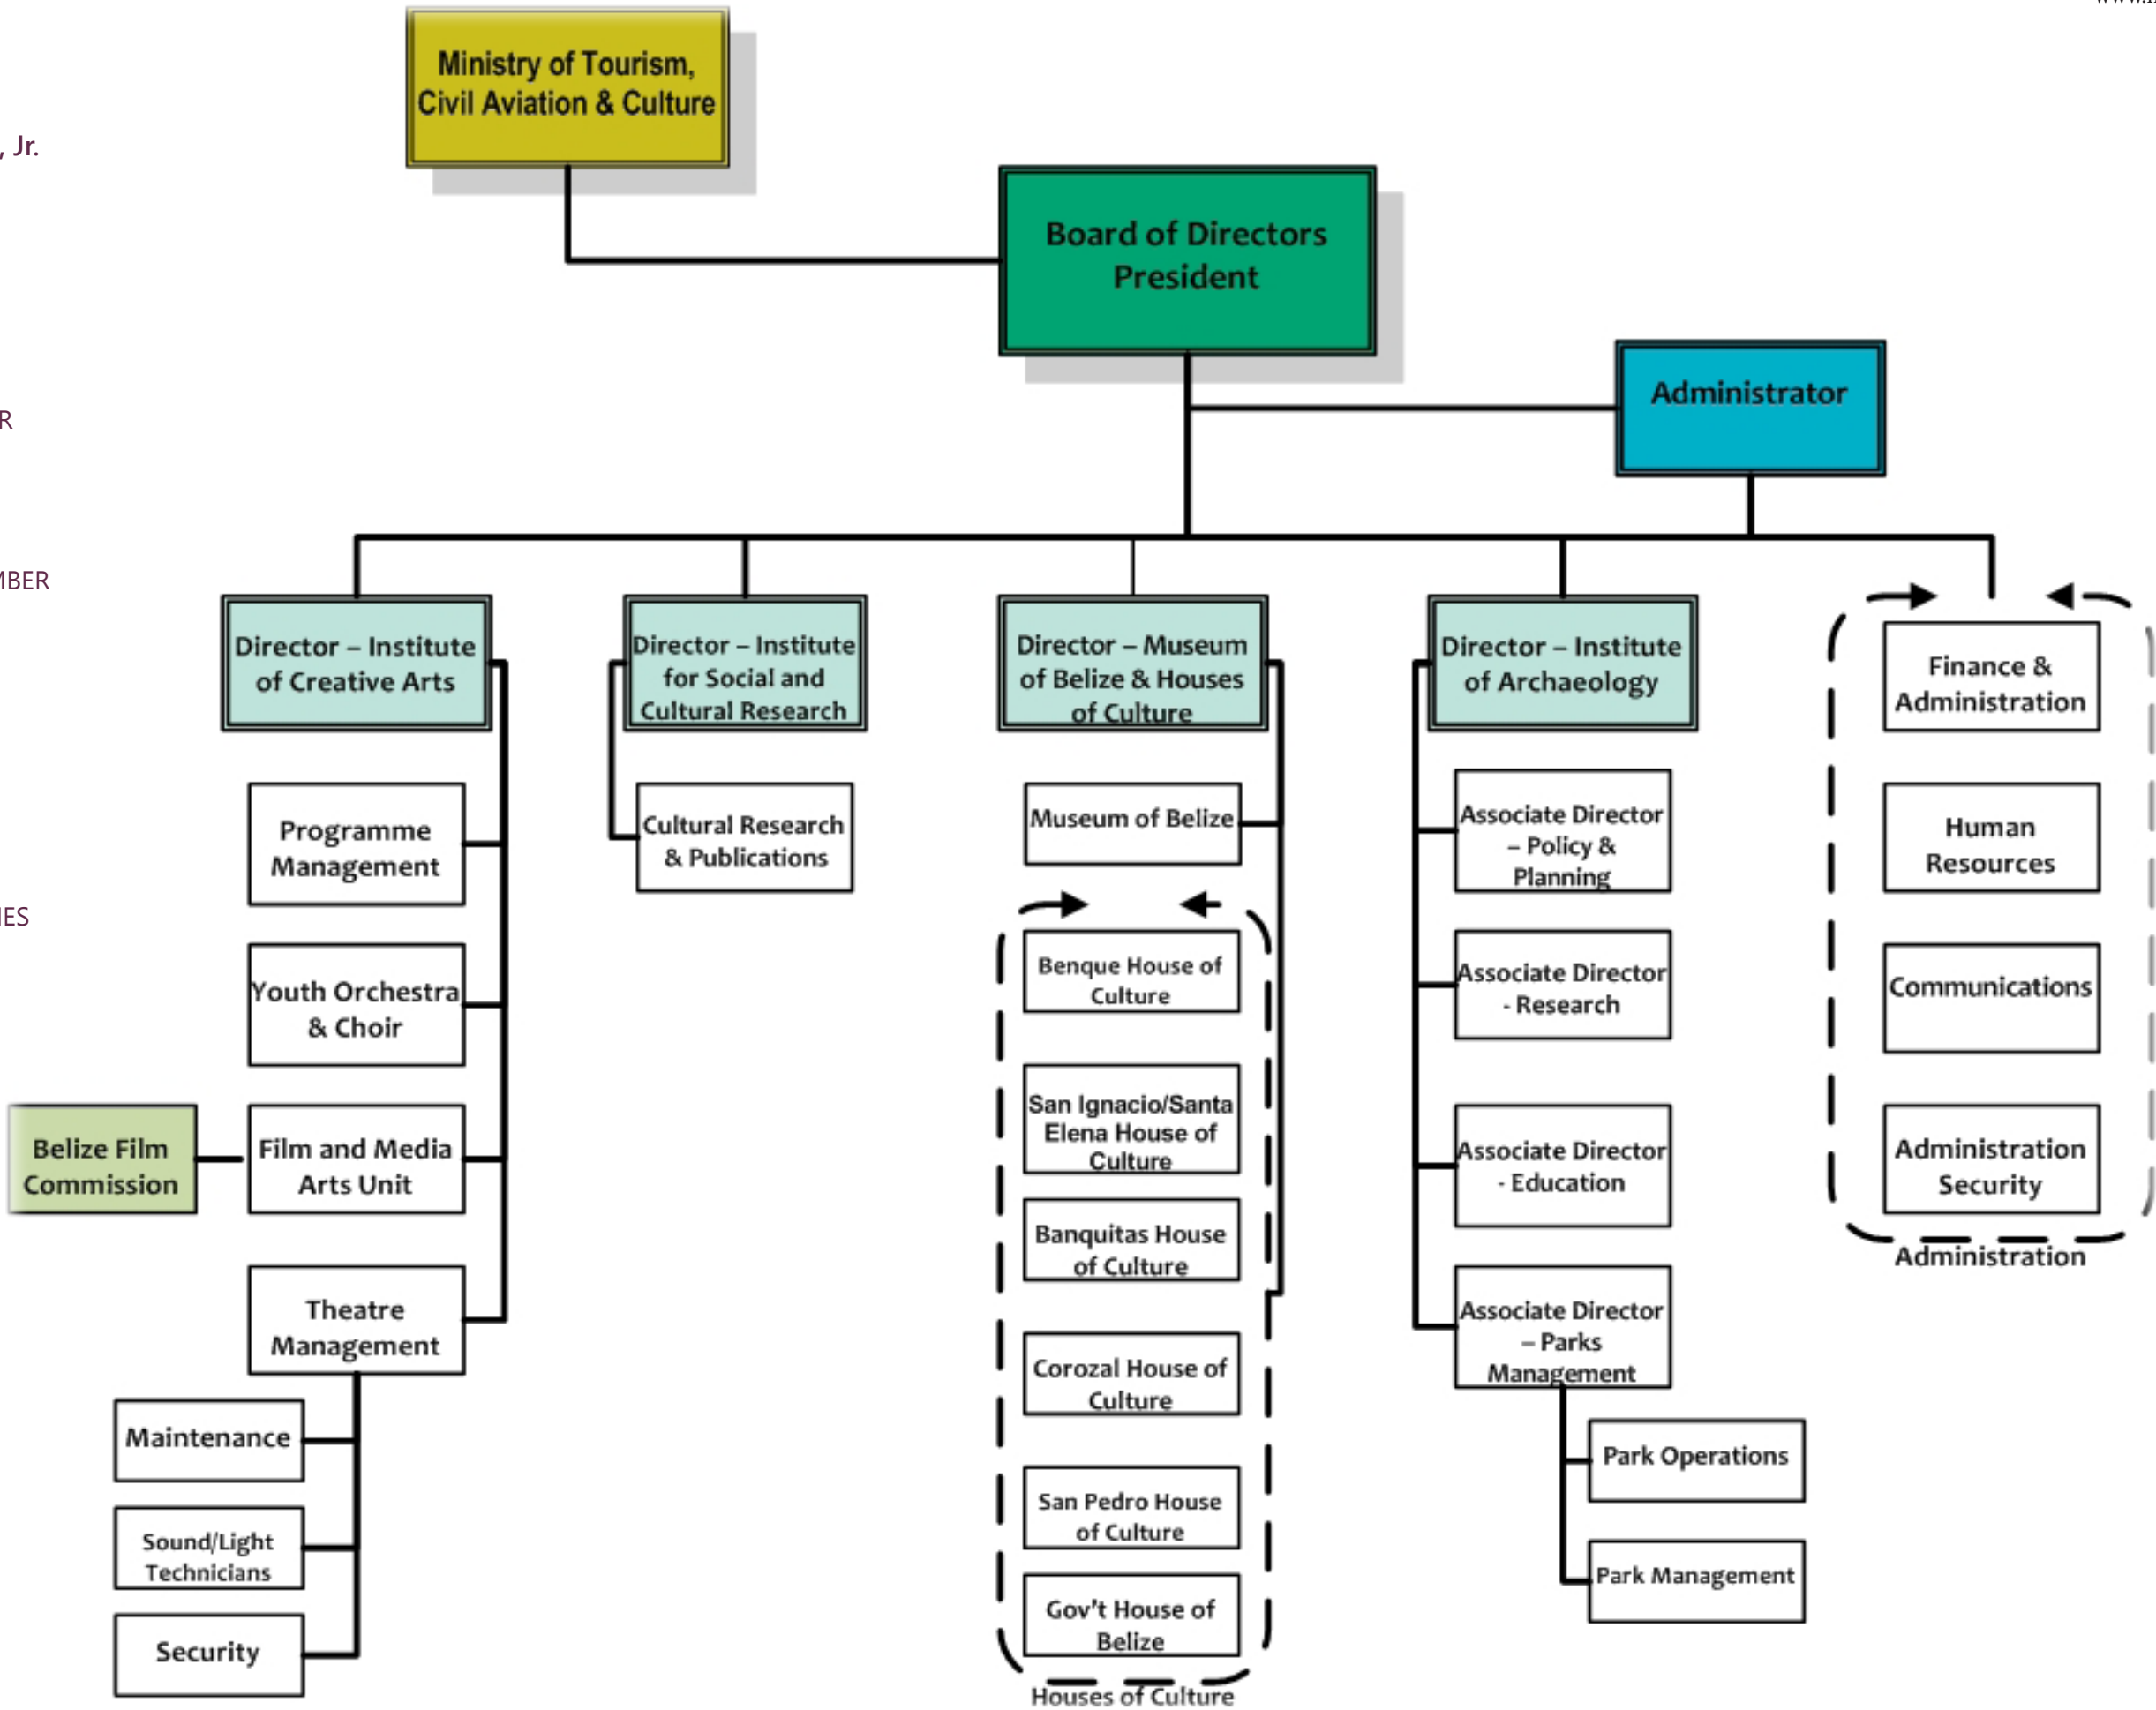 Ministry of Tourism,
Civil Aviation & Culture
, Jr.
Board of Directors
President
Administrator
R
MBER
Director – Institute
of Creative Arts
Director – Institute
for Social and
Cultural Research
Director – Museum
of Belize & Houses
of Culture
Director – Institute
of Archaeology
Finance &
Administration
Programme
Management
Cultural Research
& Publications
Museum of Belize
Associate Director
– Policy &
Planning
Human
Resources
Youth Orchestra
& Choir
Benque House of
Culture
Associate Director
- Research
Communications
Belize Film
Commission
Film and Media
Arts Unit
San Ignacio/Santa
Elena House of
Culture
Associate Director
- Education
Administration
Security
Administration
Theatre
Management
Banquitas House
of Culture
Associate Director
– Parks
Management
Maintenance
Corozal House of
Culture
Park Operations
Sound/Light
Technicians
San Pedro House
of Culture
Park Management
Security
Gov't House of
Belize
Houses of Culture